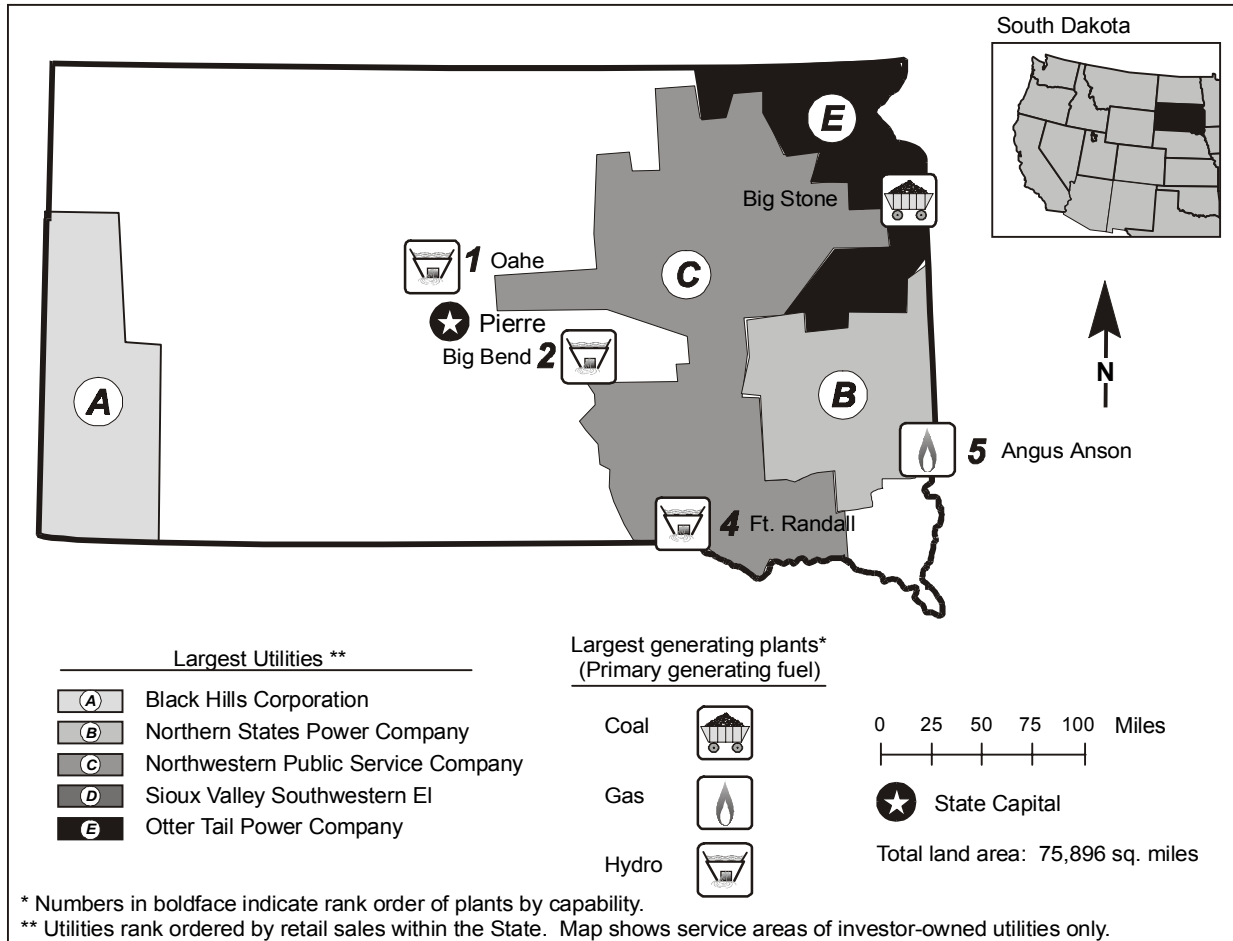 South Dakota
E
Big Stone
1 Oahe
C
Pierre
Big Bend 2
N
A
B
5 Angus Anson
4 Ft. Randall
Largest Utilities **
A Black Hills Corporation
B Northern States Power Company
C Northwestern Public Service Company
D Sioux Valley Southwestern El
E Otter Tail Power Company
Largest generating plants*
(Primary generating fuel)
Coal
Gas
Hydro
0 25 50 75 100 Miles
State Capital
Total land area: 75,896 sq. miles
* Numbers in boldface indicate rank order of plants by capability.
** Utilities rank ordered by retail sales within the State. Map shows service areas of investor-owned utilities only.